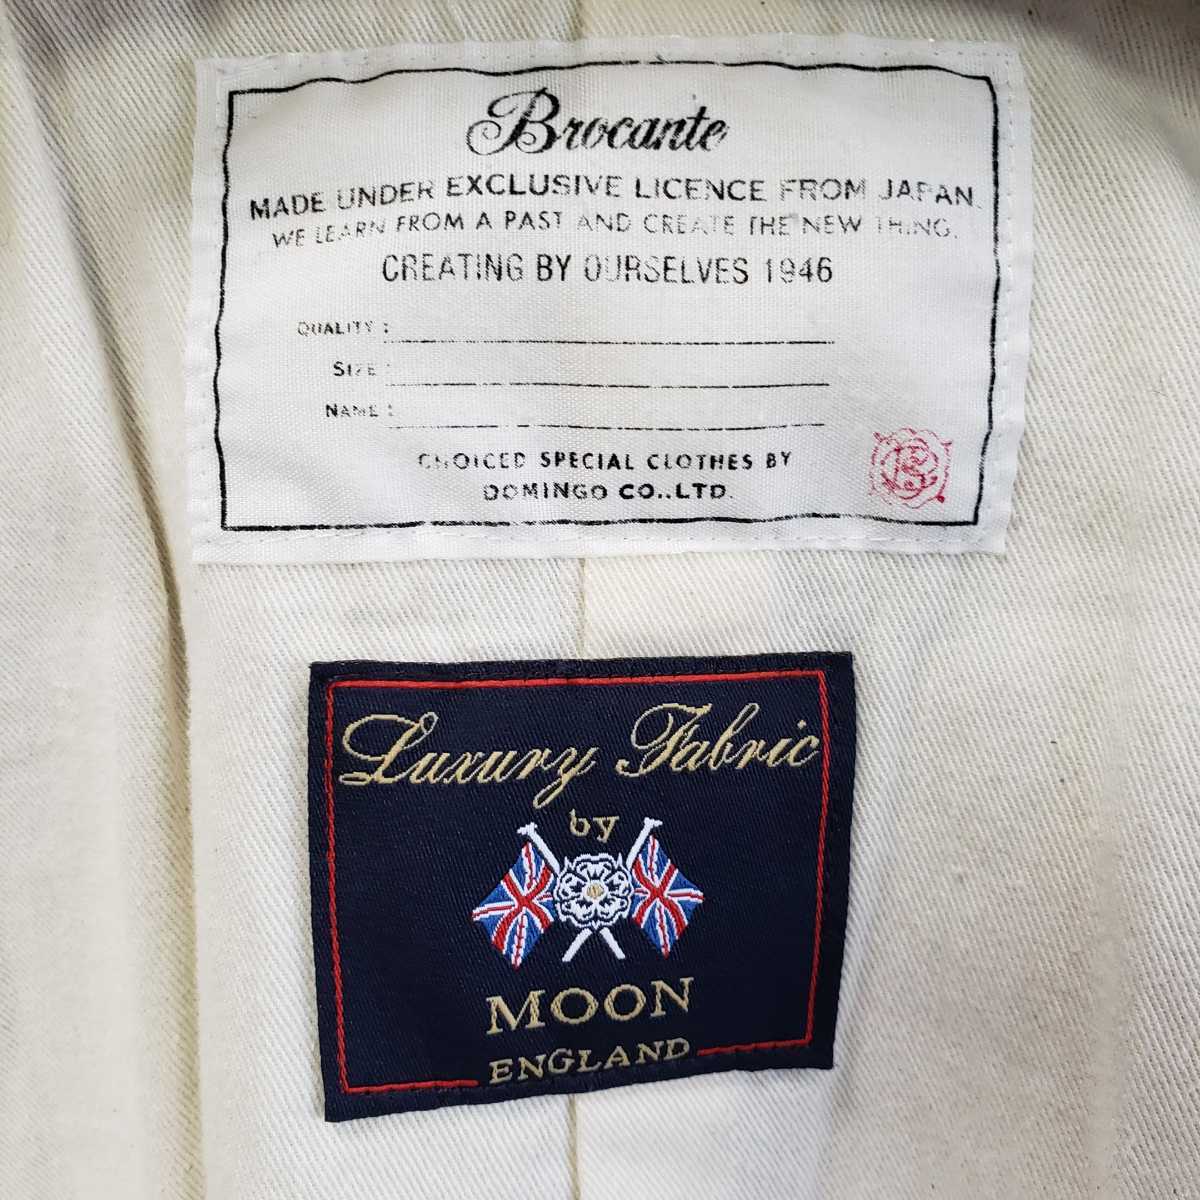 Brocante
MADE UNDER EXCLUSIVE LICENCE FROM JAPAN.
WE LEARN FROM A PAST AND CREATE THE NEW THING.
CREATING BY OURSELVES 1946
QUALITY :
SIZE :
NAME :
CHOICED SPECIAL CLOTHES BY
DOMINGO CO.,LTD.
Luxury Fabric
by
MOON
ENGLAND